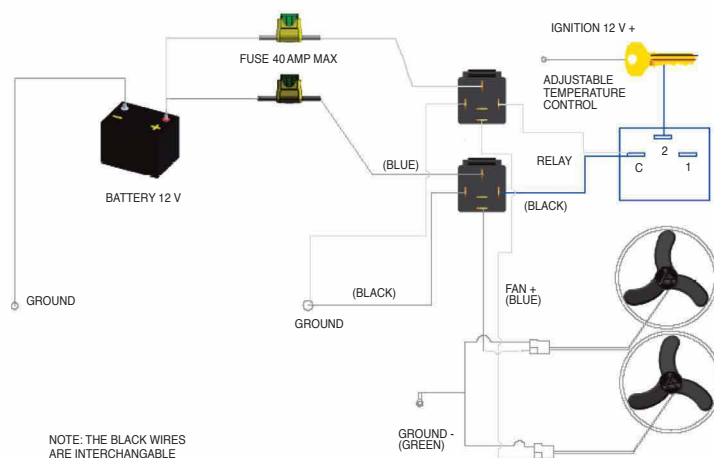 IGNITION 12 V +
FUSE 40 AMP MAX
ADJUSTABLE
TEMPERATURE
CONTROL
- +
BATTERY 12 V
(BLUE)
RELAY
2
C
1
(BLACK)
GROUND
(BLACK)
GROUND
FAN +
(BLUE)
GROUND -
(GREEN)
NOTE: THE BLACK WIRES
ARE INTERCHANGABLE